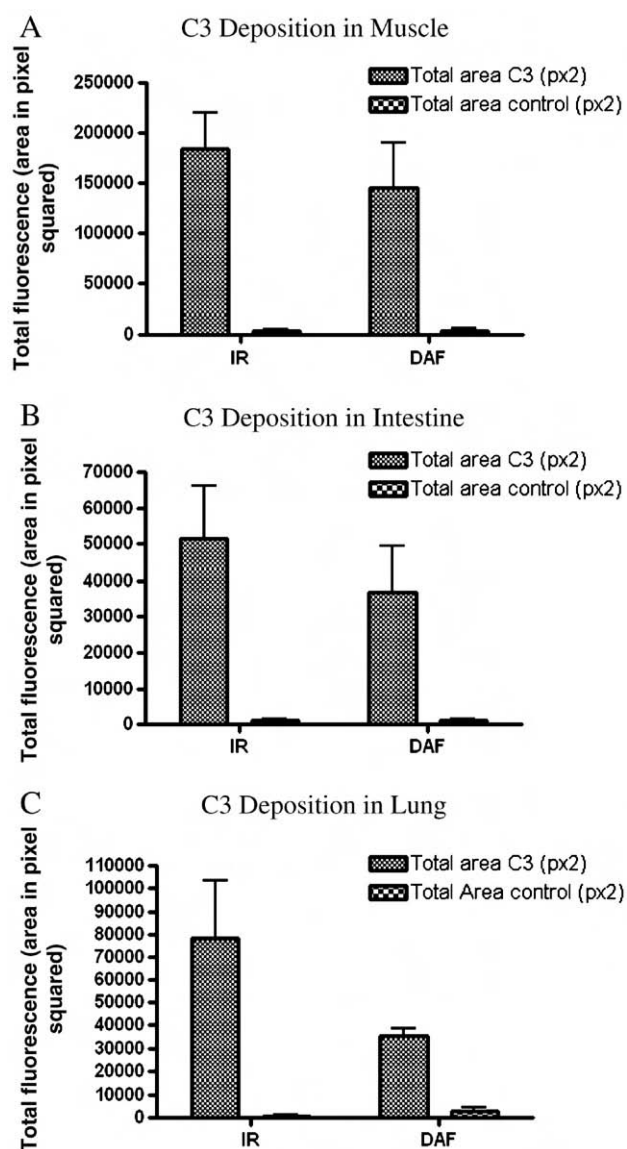 A
C3 Deposition in Muscle
Total fluorescence (area in pixel
squared)
250000
200000
150000
100000
50000
0
Total area C3 (px2)
Total area control (px2)
IR DAF
B
C3 Deposition in Intestine
Total fluorescence (area in pixel
squared)
70000
60000
50000
40000
30000
20000
10000
0
Total area C3 (px2)
Total area control (px2)
IR DAF
C
C3 Deposition in Lung
Total fluorescence (area in pixel
squared)
110000
100000
90000
80000
70000
60000
50000
40000
30000
20000
10000
0
Total area C3 (px2)
Total Area control (px2)
IR DAF